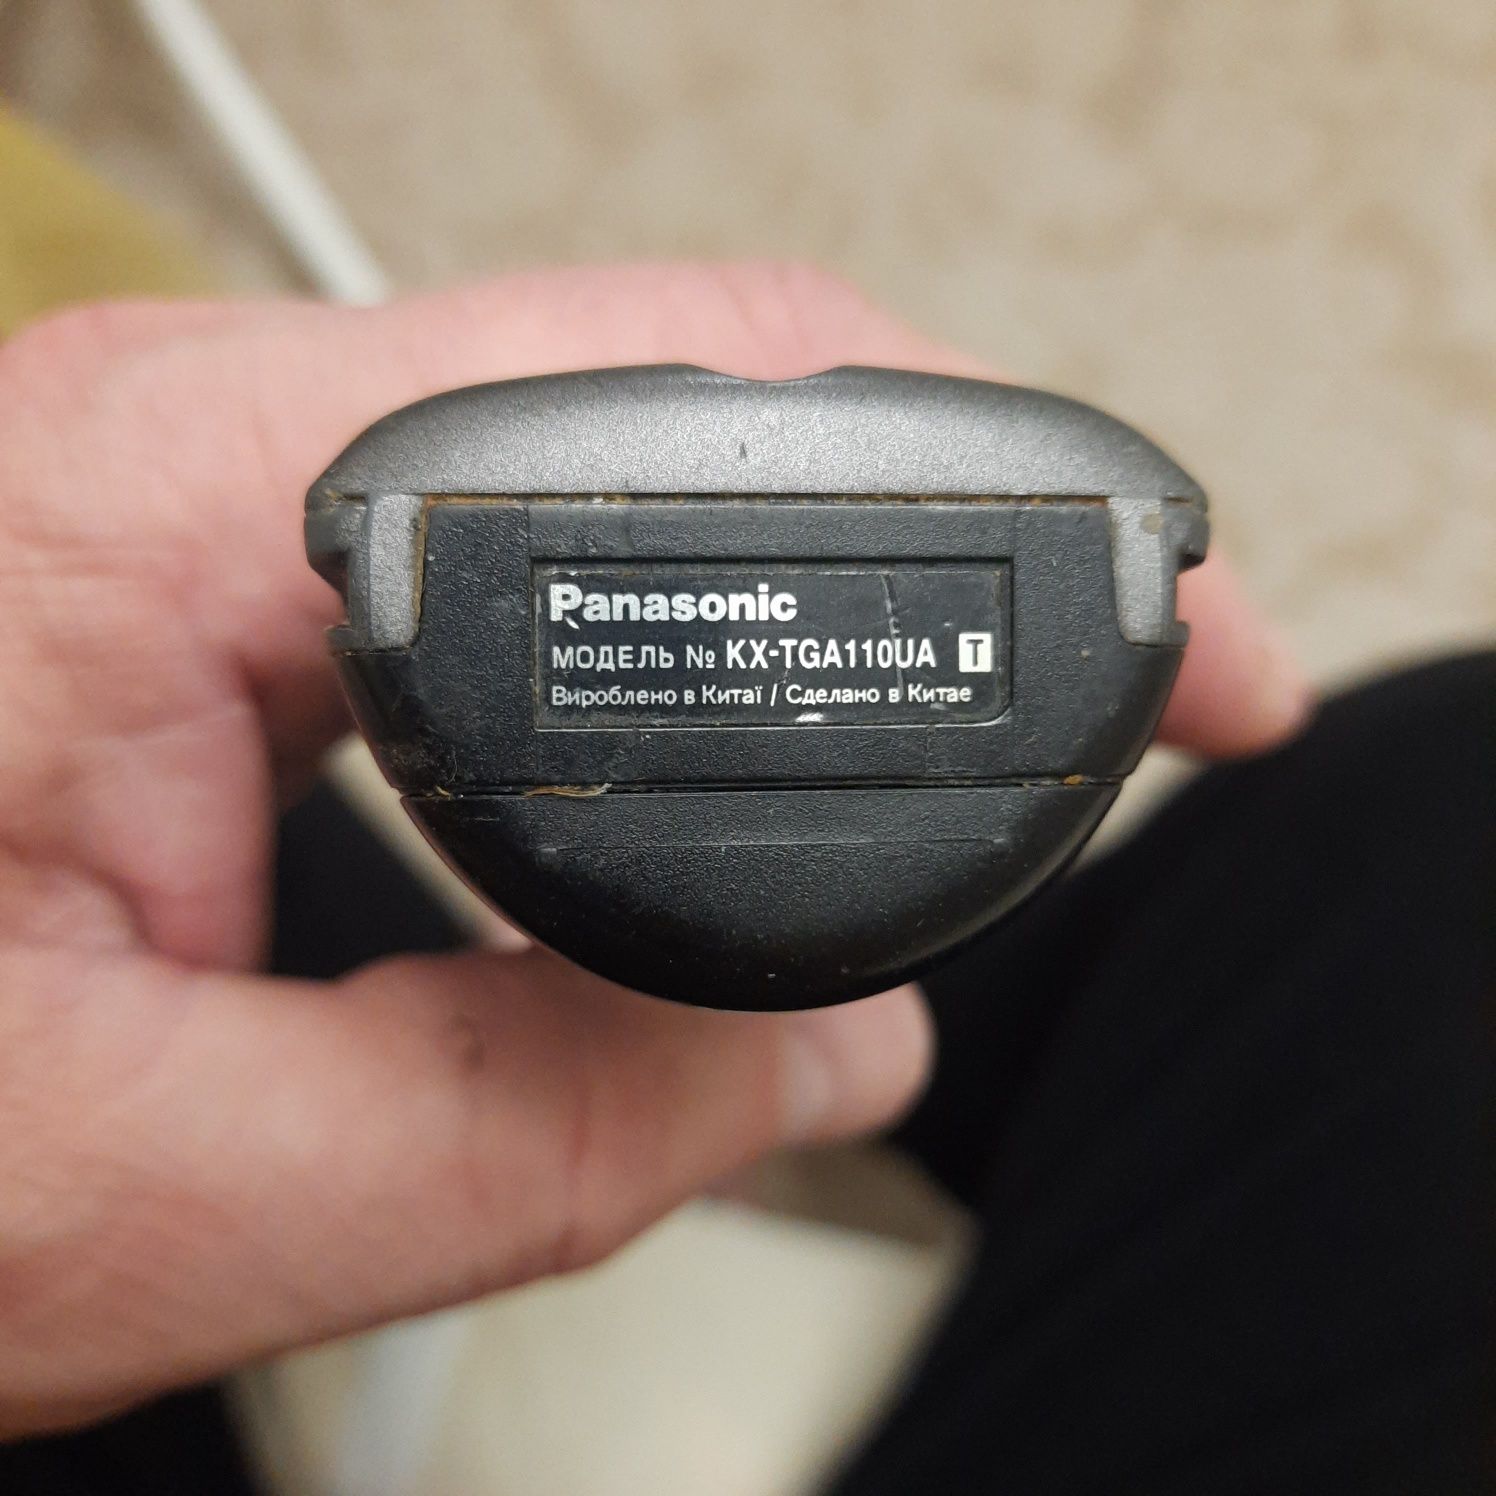 Panasonic
МОДЕЛЬ № KX-TGA110UA T
Вироблено в Китаї / Сделано в Китае